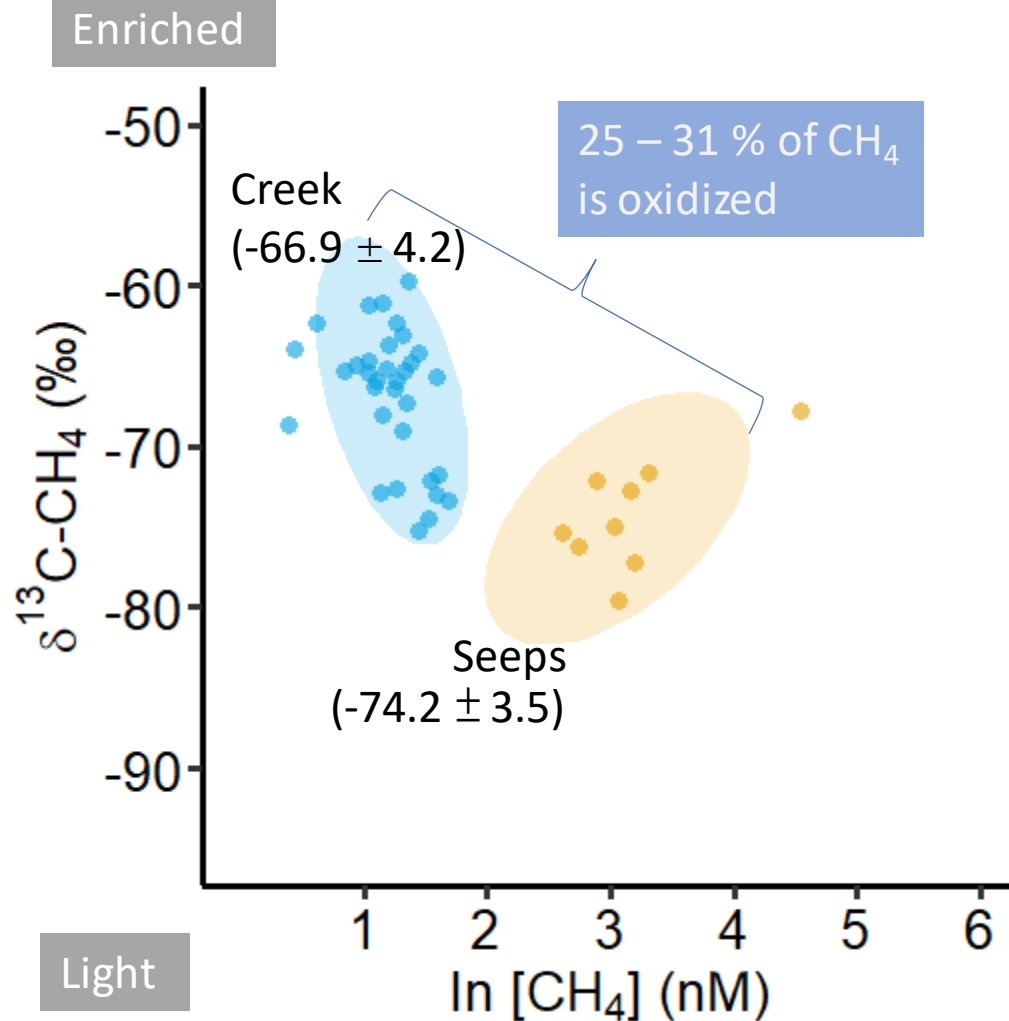 Enriched
-50
25 – 31 % of CH₄
is oxidized
Creek
(-66.9 ± 4.2)
-60
δ¹³C-CH₄ (‰)
-70
-80
Seeps
(-74.2 ± 3.5)
-90
1 2 3 4 5 6
Light
ln [CH₄] (nM)